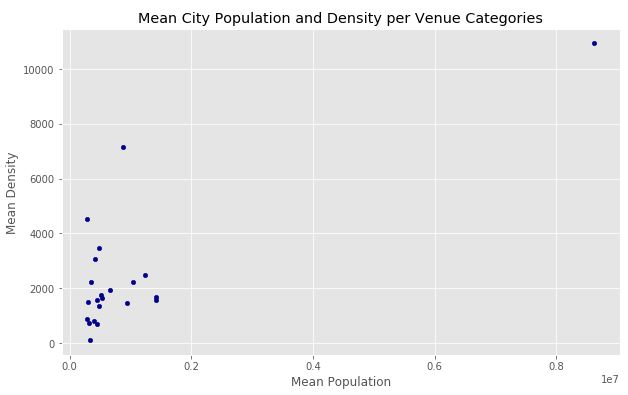 Mean City Population and Density per Venue Categories
10000
8000
6000
4000
2000
0
Mean Density
0.0 0.2 0.4 0.6 0.8
1e7
Mean Population